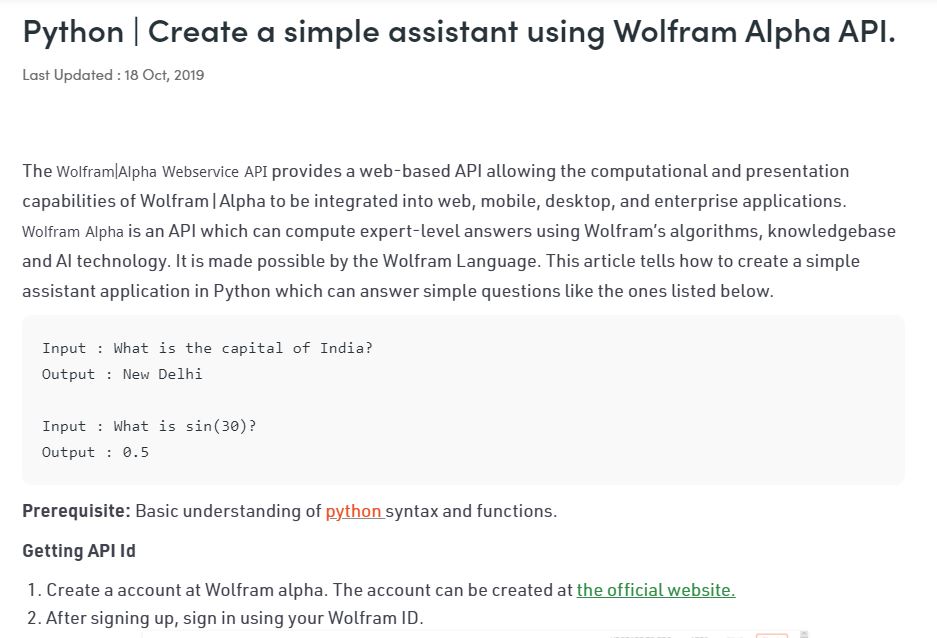 Python | Create a simple assistant using Wolfram Alpha API.
Last Updated : 18 Oct, 2019
The Wolfram|Alpha Webservice API provides a web-based API allowing the computational and presentation
capabilities of Wolfram|Alpha to be integrated into web, mobile, desktop, and enterprise applications.
Wolfram Alpha is an API which can compute expert-level answers using Wolfram's algorithms, knowledgebase
and AI technology. It is made possible by the Wolfram Language. This article tells how to create a simple
assistant application in Python which can answer simple questions like the ones listed below.
Input : What is the capital of India?
Output : New Delhi
Input : What is sin(30)?
Output : 0.5
Prerequisite: Basic understanding of python syntax and functions.
Getting API Id
1. Create a account at Wolfram alpha. The account can be created at the official website.
2. After signing up, sign in using your Wolfram ID.